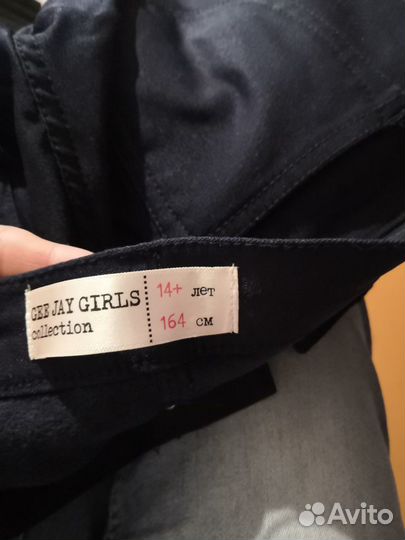 GEE JAY GIRLS
collection
14+ лет
164 см
Avito